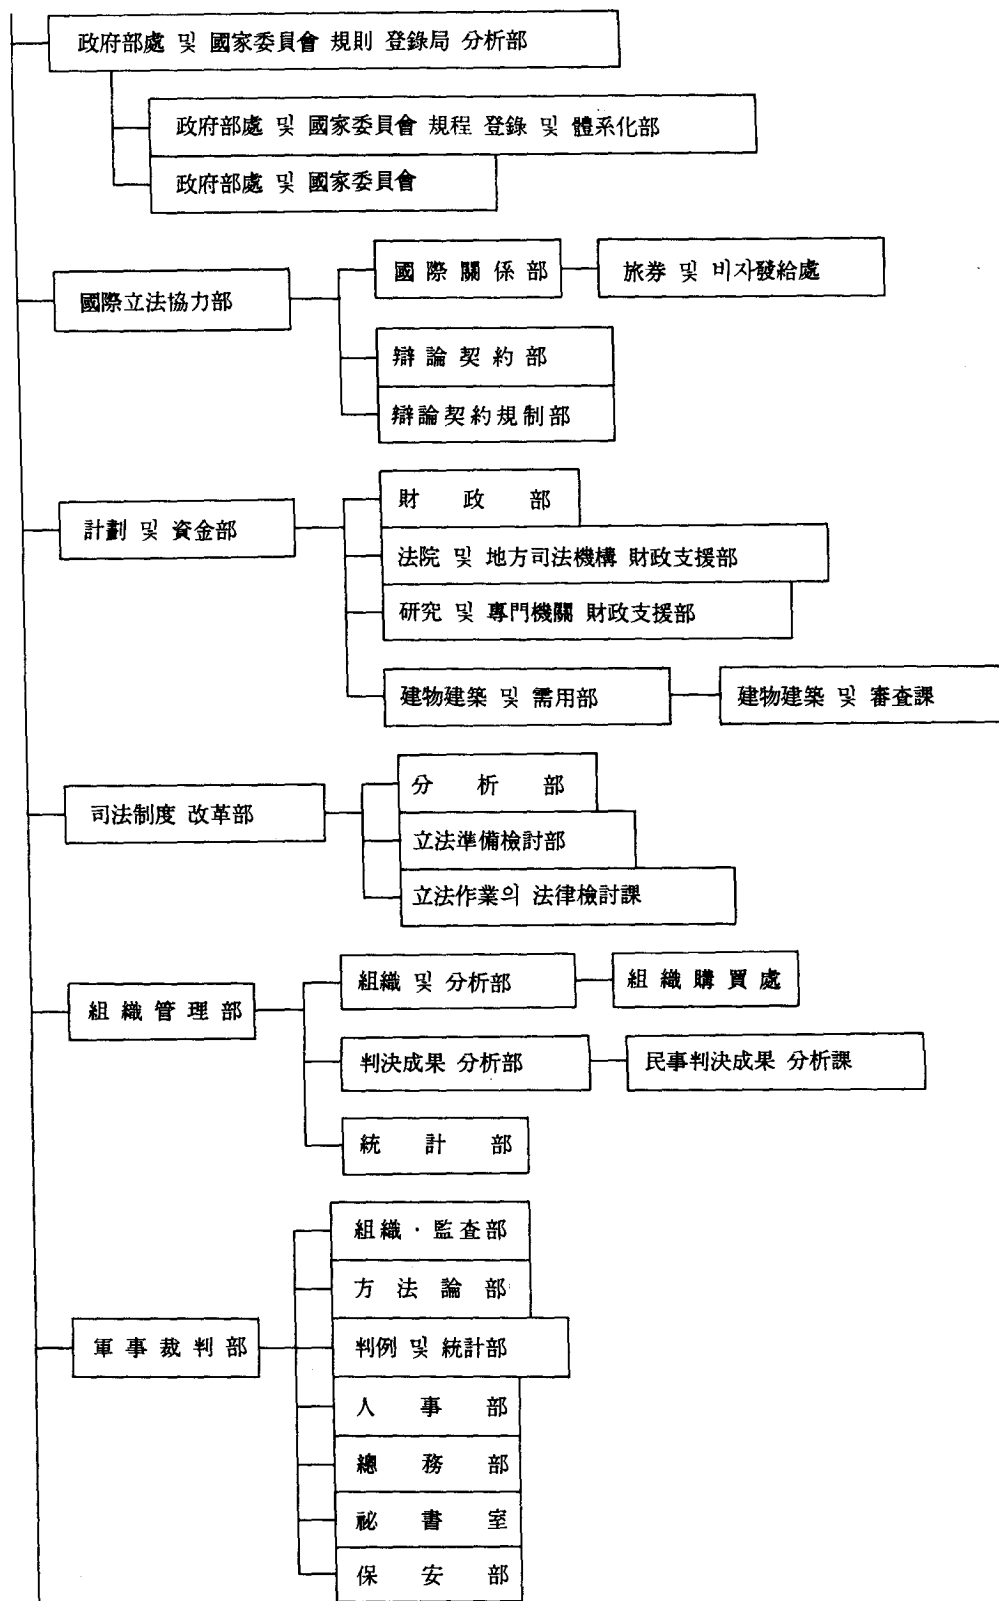 政府部處 및 國家委員會 規則 登錄局 分析部
政府部處 및 國家委員會 規程 登錄 및 體系化部
政府部處 및 國家委員會
國際立法協力部
國際關係部
旅券 및 비자發給處
辯論契約部
辯論契約規制部
計劃 및 資金部
財政部
法院 및 地方司法機構 財政支援部
硏究 및 專門機關 財政支援部
建物建築 및 需用部
建物建築 및 審査課
司法制度 改革部
分析部
立法準備檢討部
立法作業의 法律檢討課
組織管理部
組織 및 分析部
組織購買處
判決成果 分析部
民事判決成果 分析課
統計部
軍事裁判部
組織·監査部
方法論部
判例 및 統計部
人事部
總務部
祕書室
保安部